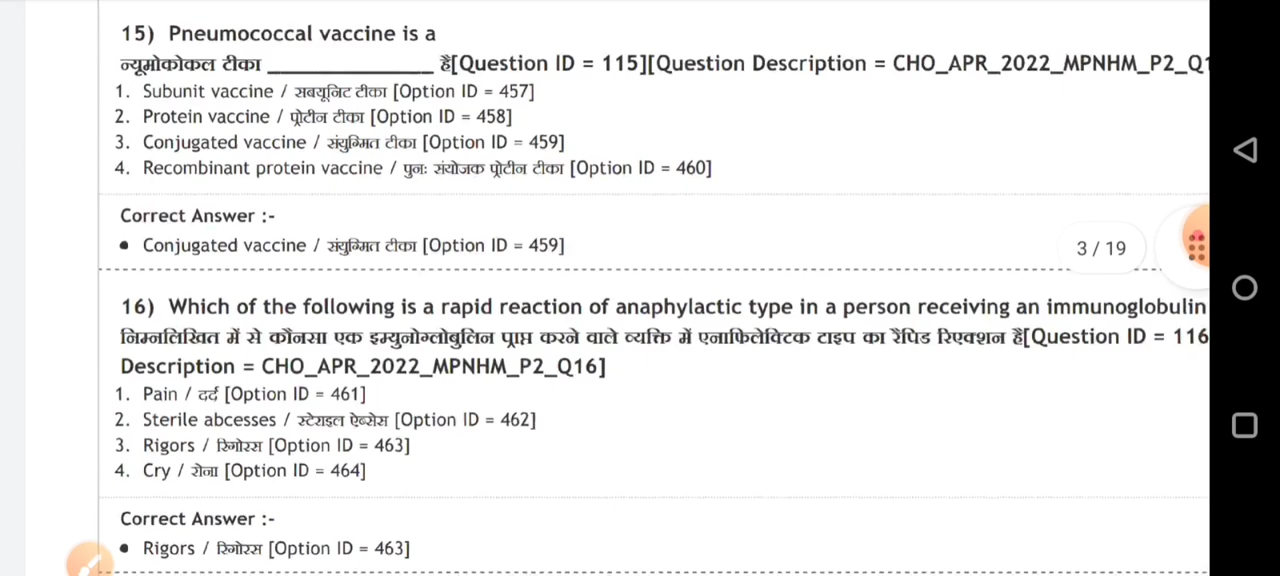 15) Pneumococcal vaccine is a
न्यूमोकोकल टीका ______________ है[Question ID = 115][Question Description = CHO_APR_2022_MPNHM_P2_Q1
1. Subunit vaccine / सबयूनिट टीका [Option ID = 457]
2. Protein vaccine / प्रोटीन टीका [Option ID = 458]
3. Conjugated vaccine / संयुग्मित टीका [Option ID = 459]
4. Recombinant protein vaccine / पुनः संयोजक प्रोटीन टीका [Option ID = 460]
Correct Answer :-
• Conjugated vaccine / संयुग्मित टीका [Option ID = 459]
3 / 19
16) Which of the following is a rapid reaction of anaphylactic type in a person receiving an immunoglobulin
निम्नलिखित में से कौनसा एक इम्युनोग्लोबुलिन प्राप्त करने वाले व्यक्ति में एनाफिलेक्टिक टाइप का रैपिड रिएक्शन है[Question ID = 116
Description = CHO_APR_2022_MPNHM_P2_Q16]
1. Pain / दर्द [Option ID = 461]
2. Sterile abcesses / स्टेराइल ऐब्सेस [Option ID = 462]
3. Rigors / रिगोरस [Option ID = 463]
4. Cry / रोना [Option ID = 464]
Correct Answer :-
• Rigors / रिगोरस [Option ID = 463]